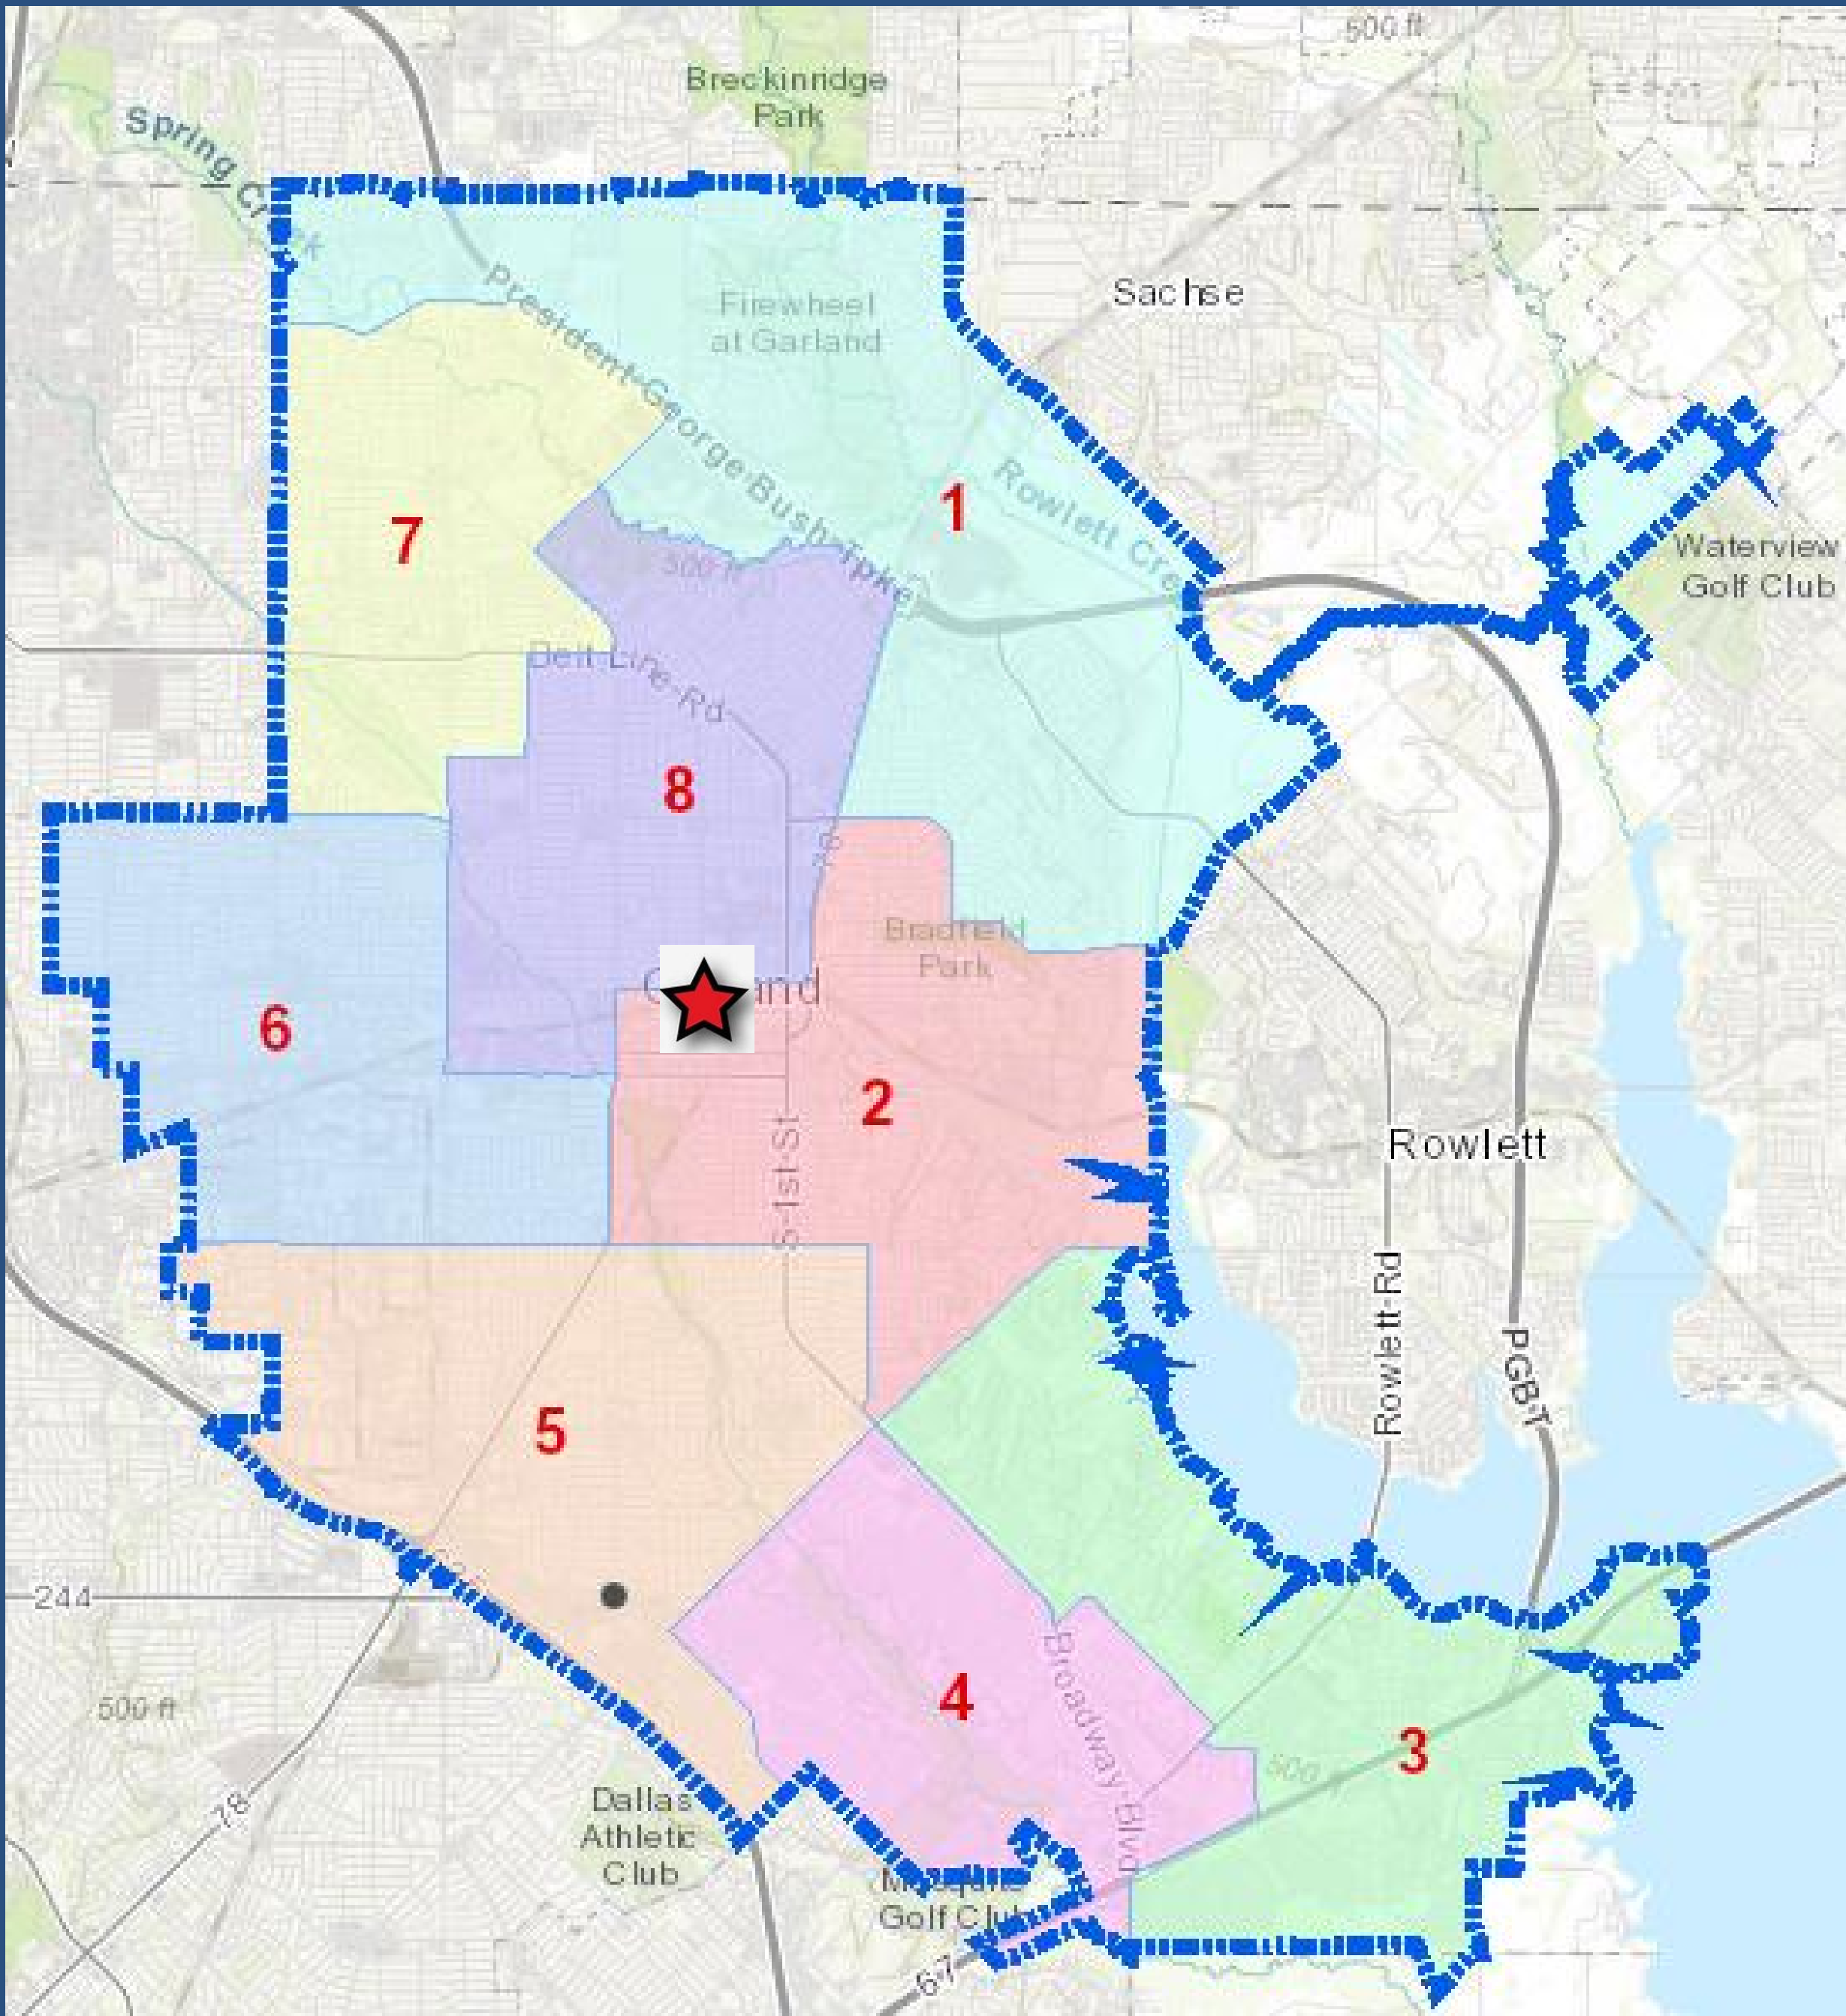 500 ft
Breckinridge
Park
Spring Creek
Sachse
Firewheel
at Garland
President George Bush Tpke
Rowlett Cre
1
7
Waterview
Golf Club
500 ft
Belt Line Rd
8
78
Bradfield
Park
6
2
Rowlett
S 1st St
Rowlett Rd
PGBT
5
244
500 ft
4
Broadway Blvd
3
500
78
Dallas
Athletic
Club
Golf Club
67